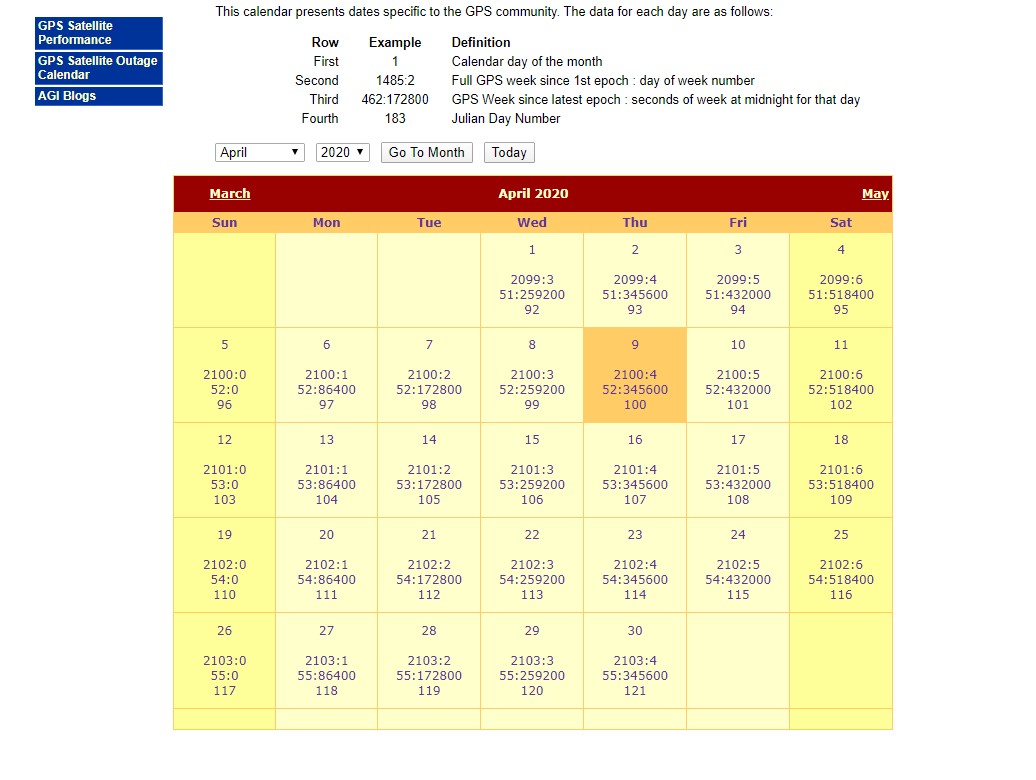 GPS Satellite
Performance
GPS Satellite Outage
Calendar
AGI Blogs
This calendar presents dates specific to the GPS community. The data for each day are as follows:
Row Example Definition
First 1 Calendar day of the month
Second 1485:2 Full GPS week since 1st epoch : day of week number
Third 462:172800 GPS Week since latest epoch : seconds of week at midnight for that day
Fourth 183 Julian Day Number
April 2020 Go To Month Today
March April 2020 May
Sun Mon Tue Wed Thu Fri Sat
1 2 3 4
2099:3 2099:4 2099:5 2099:6
51:259200 51:345600 51:432000 51:518400
92 93 94 95
5 6 7 8 9 10 11
2100:0 2100:1 2100:2 2100:3 2100:4 2100:5 2100:6
52:0 52:86400 52:172800 52:259200 52:345600 52:432000 52:518400
96 97 98 99 100 101 102
12 13 14 15 16 17 18
2101:0 2101:1 2101:2 2101:3 2101:4 2101:5 2101:6
53:0 53:86400 53:172800 53:259200 53:345600 53:432000 53:518400
103 104 105 106 107 108 109
19 20 21 22 23 24 25
2102:0 2102:1 2102:2 2102:3 2102:4 2102:5 2102:6
54:0 54:86400 54:172800 54:259200 54:345600 54:432000 54:518400
110 111 112 113 114 115 116
26 27 28 29 30
2103:0 2103:1 2103:2 2103:3 2103:4
55:0 55:86400 55:172800 55:259200 55:345600
117 118 119 120 121